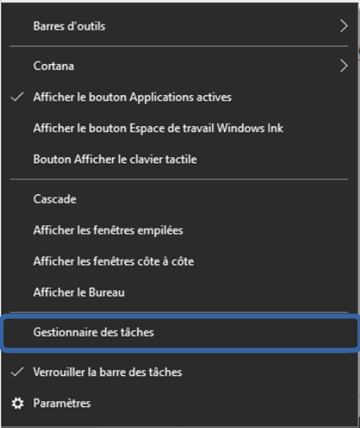 Barres d'outils
Cortana
Afficher le bouton Applications actives
Afficher le bouton Espace de travail Windows Ink
Bouton Afficher le clavier tactile
Cascade
Afficher les fenêtres empilées
Afficher les fenêtres côte à côte
Afficher le Bureau
Gestionnaire des tâches
Verrouiller la barre des tâches
Paramètres